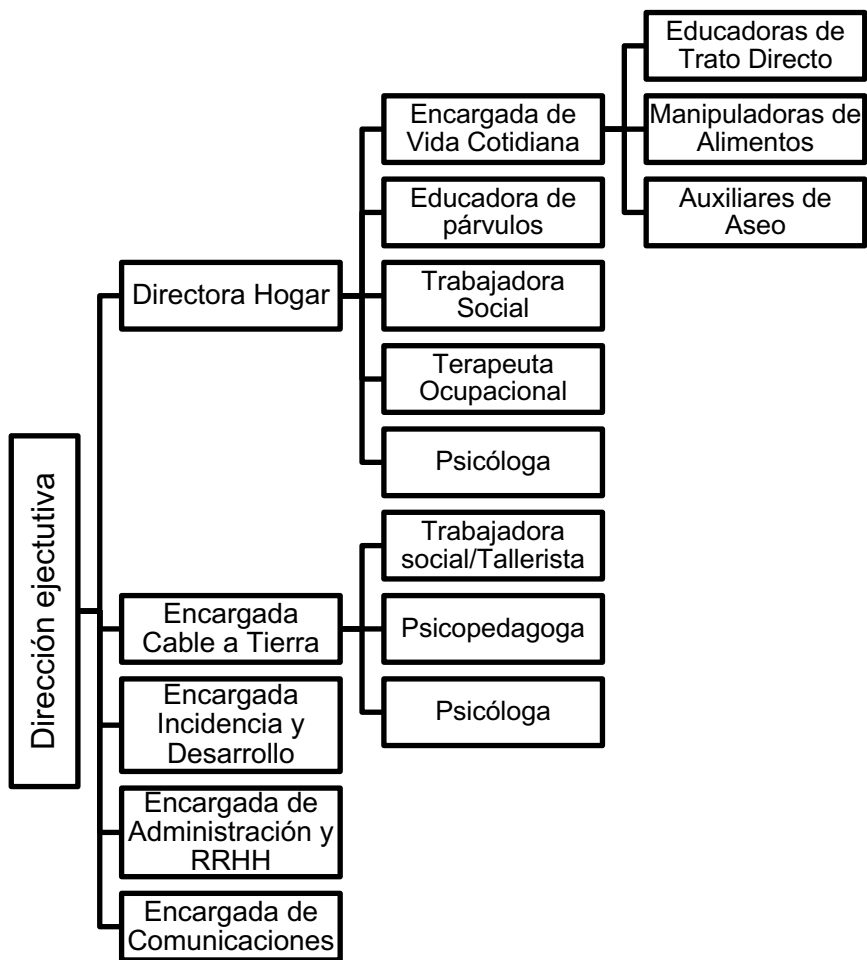 Dirección ejectutiva
Directora Hogar
Encargada de
Vida Cotidiana
Educadoras de
Trato Directo
Manipuladoras de
Alimentos
Auxiliares de
Aseo
Educadora de
párvulos
Trabajadora
Social
Terapeuta
Ocupacional
Psicóloga
Encargada
Cable a Tierra
Trabajadora
social/Tallerista
Psicopedagoga
Psicóloga
Encargada
Incidencia y
Desarrollo
Encargada de
Administración y
RRHH
Encargada de
Comunicaciones